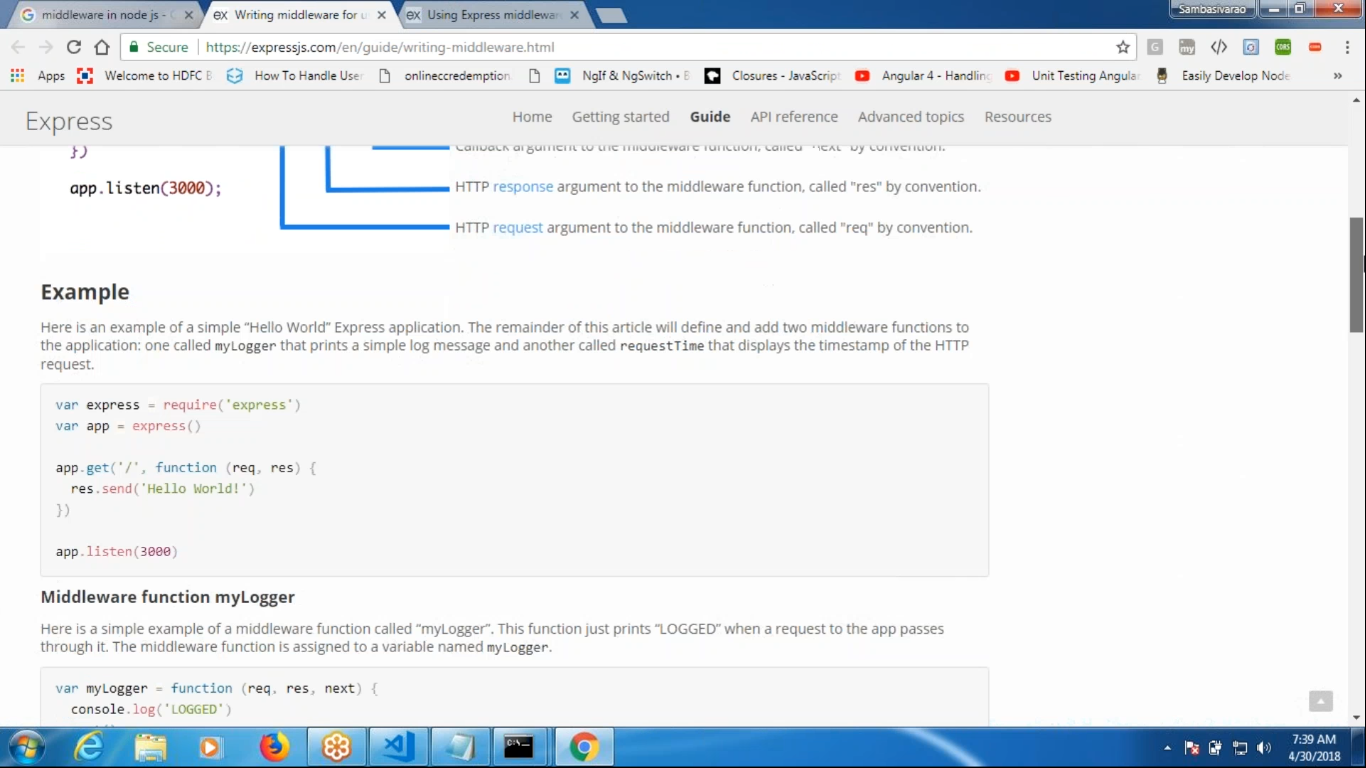 middleware in node js -
Writing middleware for u
Using Express middlewar
Sambasivarao
Secure
https://expressjs.com/en/guide/writing-middleware.html
Apps
Welcome to HDFC B
How To Handle User
onlineccredemption
NgIf & NgSwitch • B
Closures - JavaScript
Angular 4 - Handling
Unit Testing Angular
Easily Develop Node
»
Express
Home
Getting started
Guide
API reference
Advanced topics
Resources
})
Callback argument to the middleware function, called "next" by convention.
app.listen(3000);
HTTP response argument to the middleware function, called "res" by convention.
HTTP request argument to the middleware function, called "req" by convention.
Example
Here is an example of a simple “Hello World” Express application. The remainder of this article will define and add two middleware functions to
the application: one called myLogger that prints a simple log message and another called requestTime that displays the timestamp of the HTTP
request.
var express = require('express')
var app = express()
app.get('/', function (req, res) {
res.send('Hello World!')
})
app.listen(3000)
Middleware function myLogger
Here is a simple example of a middleware function called “myLogger”. This function just prints “LOGGED” when a request to the app passes
through it. The middleware function is assigned to a variable named myLogger.
var myLogger = function (req, res, next) {
console.log('LOGGED')
7:39 AM
4/30/2018